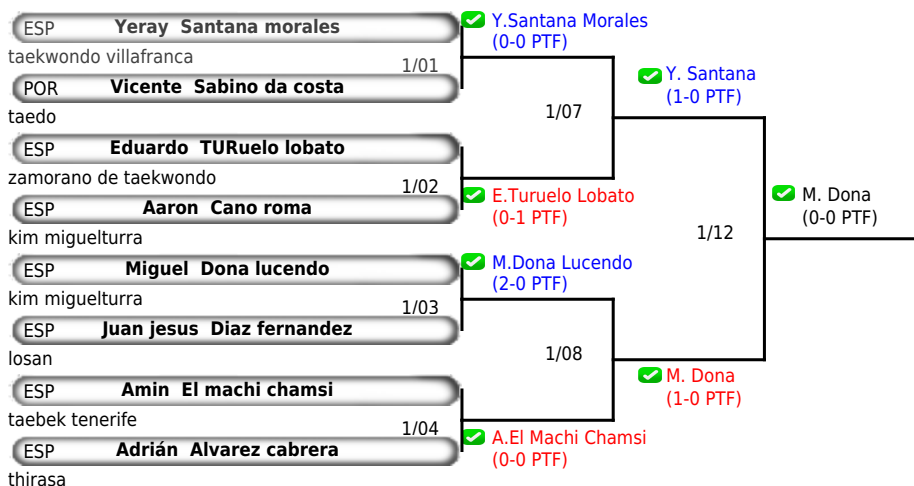 ESP Yeray Santana morales
taekwondo villafranca
1/01
POR Vicente Sabino da costa
taedo
ESP Eduardo TURuelo lobato
zamorano de taekwondo
1/02
ESP Aaron Cano roma
kim miguelturra
ESP Miguel Dona lucendo
kim miguelturra
1/03
ESP Juan jesus Diaz fernandez
losan
ESP Amin El machi chamsi
taebek tenerife
1/04
ESP Adrián Alvarez cabrera
thirasa
Y.Santana Morales
(0-0 PTF)
1/07
E.Turuelo Lobato
(0-1 PTF)
M.Dona Lucendo
(2-0 PTF)
1/08
A.El Machi Chamsi
(0-0 PTF)
Y. Santana
(1-0 PTF)
1/12
M. Dona
(1-0 PTF)
M. Dona
(0-0 PTF)